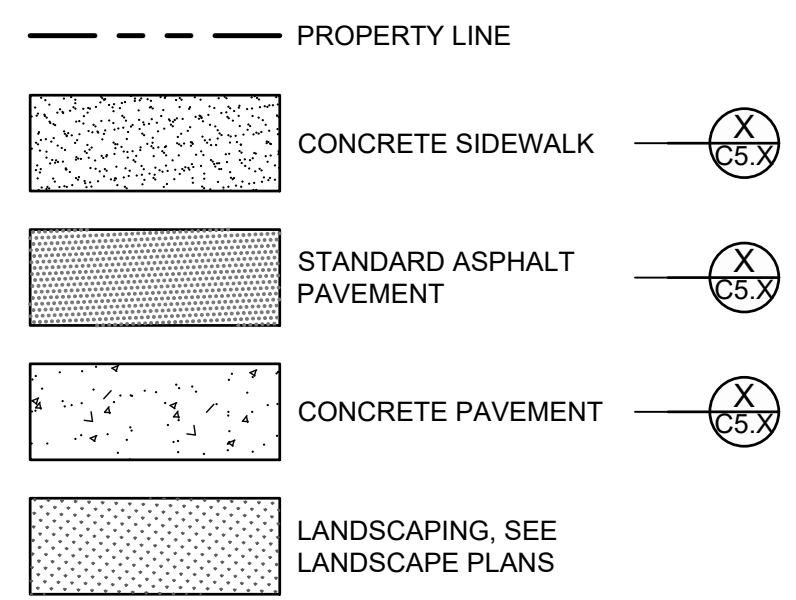 PROPERTY LINE
CONCRETE SIDEWALK
X
C5.X
STANDARD ASPHALT
PAVEMENT
X
C5.X
CONCRETE PAVEMENT
X
C5.X
LANDSCAPING, SEE
LANDSCAPE PLANS